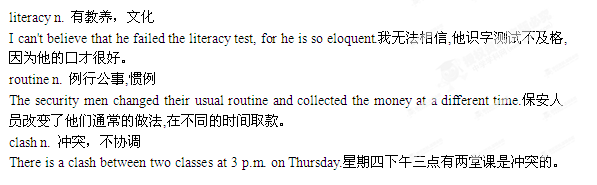 literacy n. 有教养，文化
I can't believe that he failed the literacy test, for he is so eloquent.我无法相信,他识字测试不及格,
因为他的口才很好。
routine n. 例行公事,惯例
The security men changed their usual routine and collected the money at a different time.保安人
员改变了他们通常的做法,在不同的时间取款。
clash n. 冲突，不协调
There is a clash between two classes at 3 p.m. on Thursday.星期四下午三点有两堂课是冲突的。